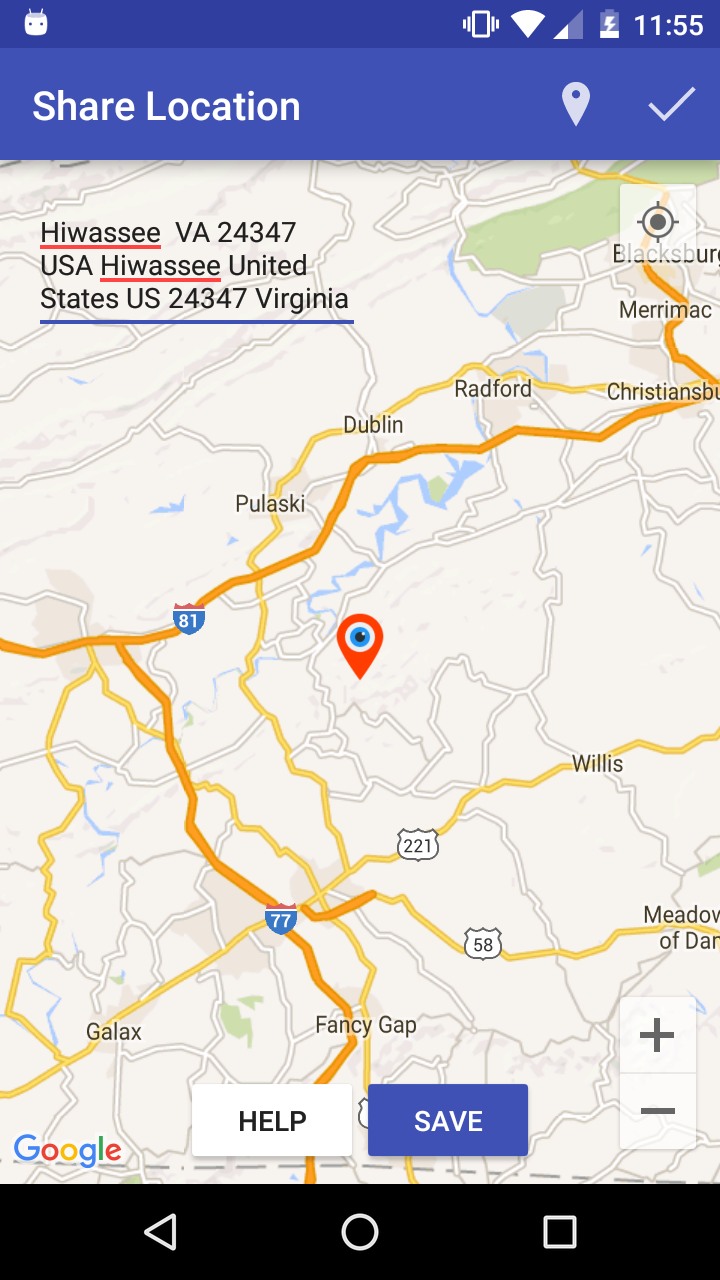 11:55
Share Location
Hiwassee  VA 24347
USA Hiwassee United
States US 24347 Virginia
Blacksburg
Merrimac
Radford
Christiansbu
Dublin
Pulaski
81
Willis
221
77
Meadow
58
of Dan
Galax
Fancy Gap
HELP
SAVE
Google